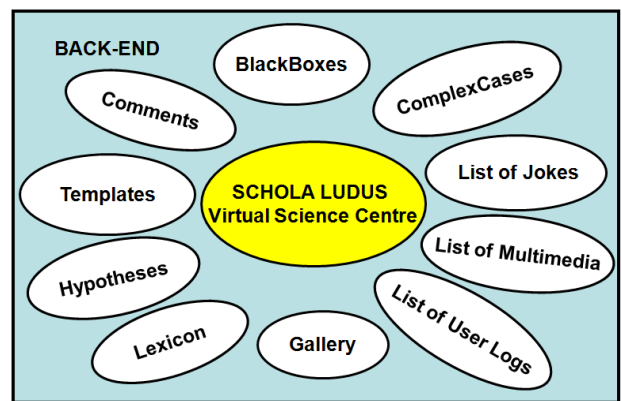 BACK-END
BlackBoxes
ComplexCases
Comments
List of Jokes
Templates
SCHOLA LUDUS
Virtual Science Centre
List of Multimedia
Hypotheses
List of User Logs
Lexicon
Gallery